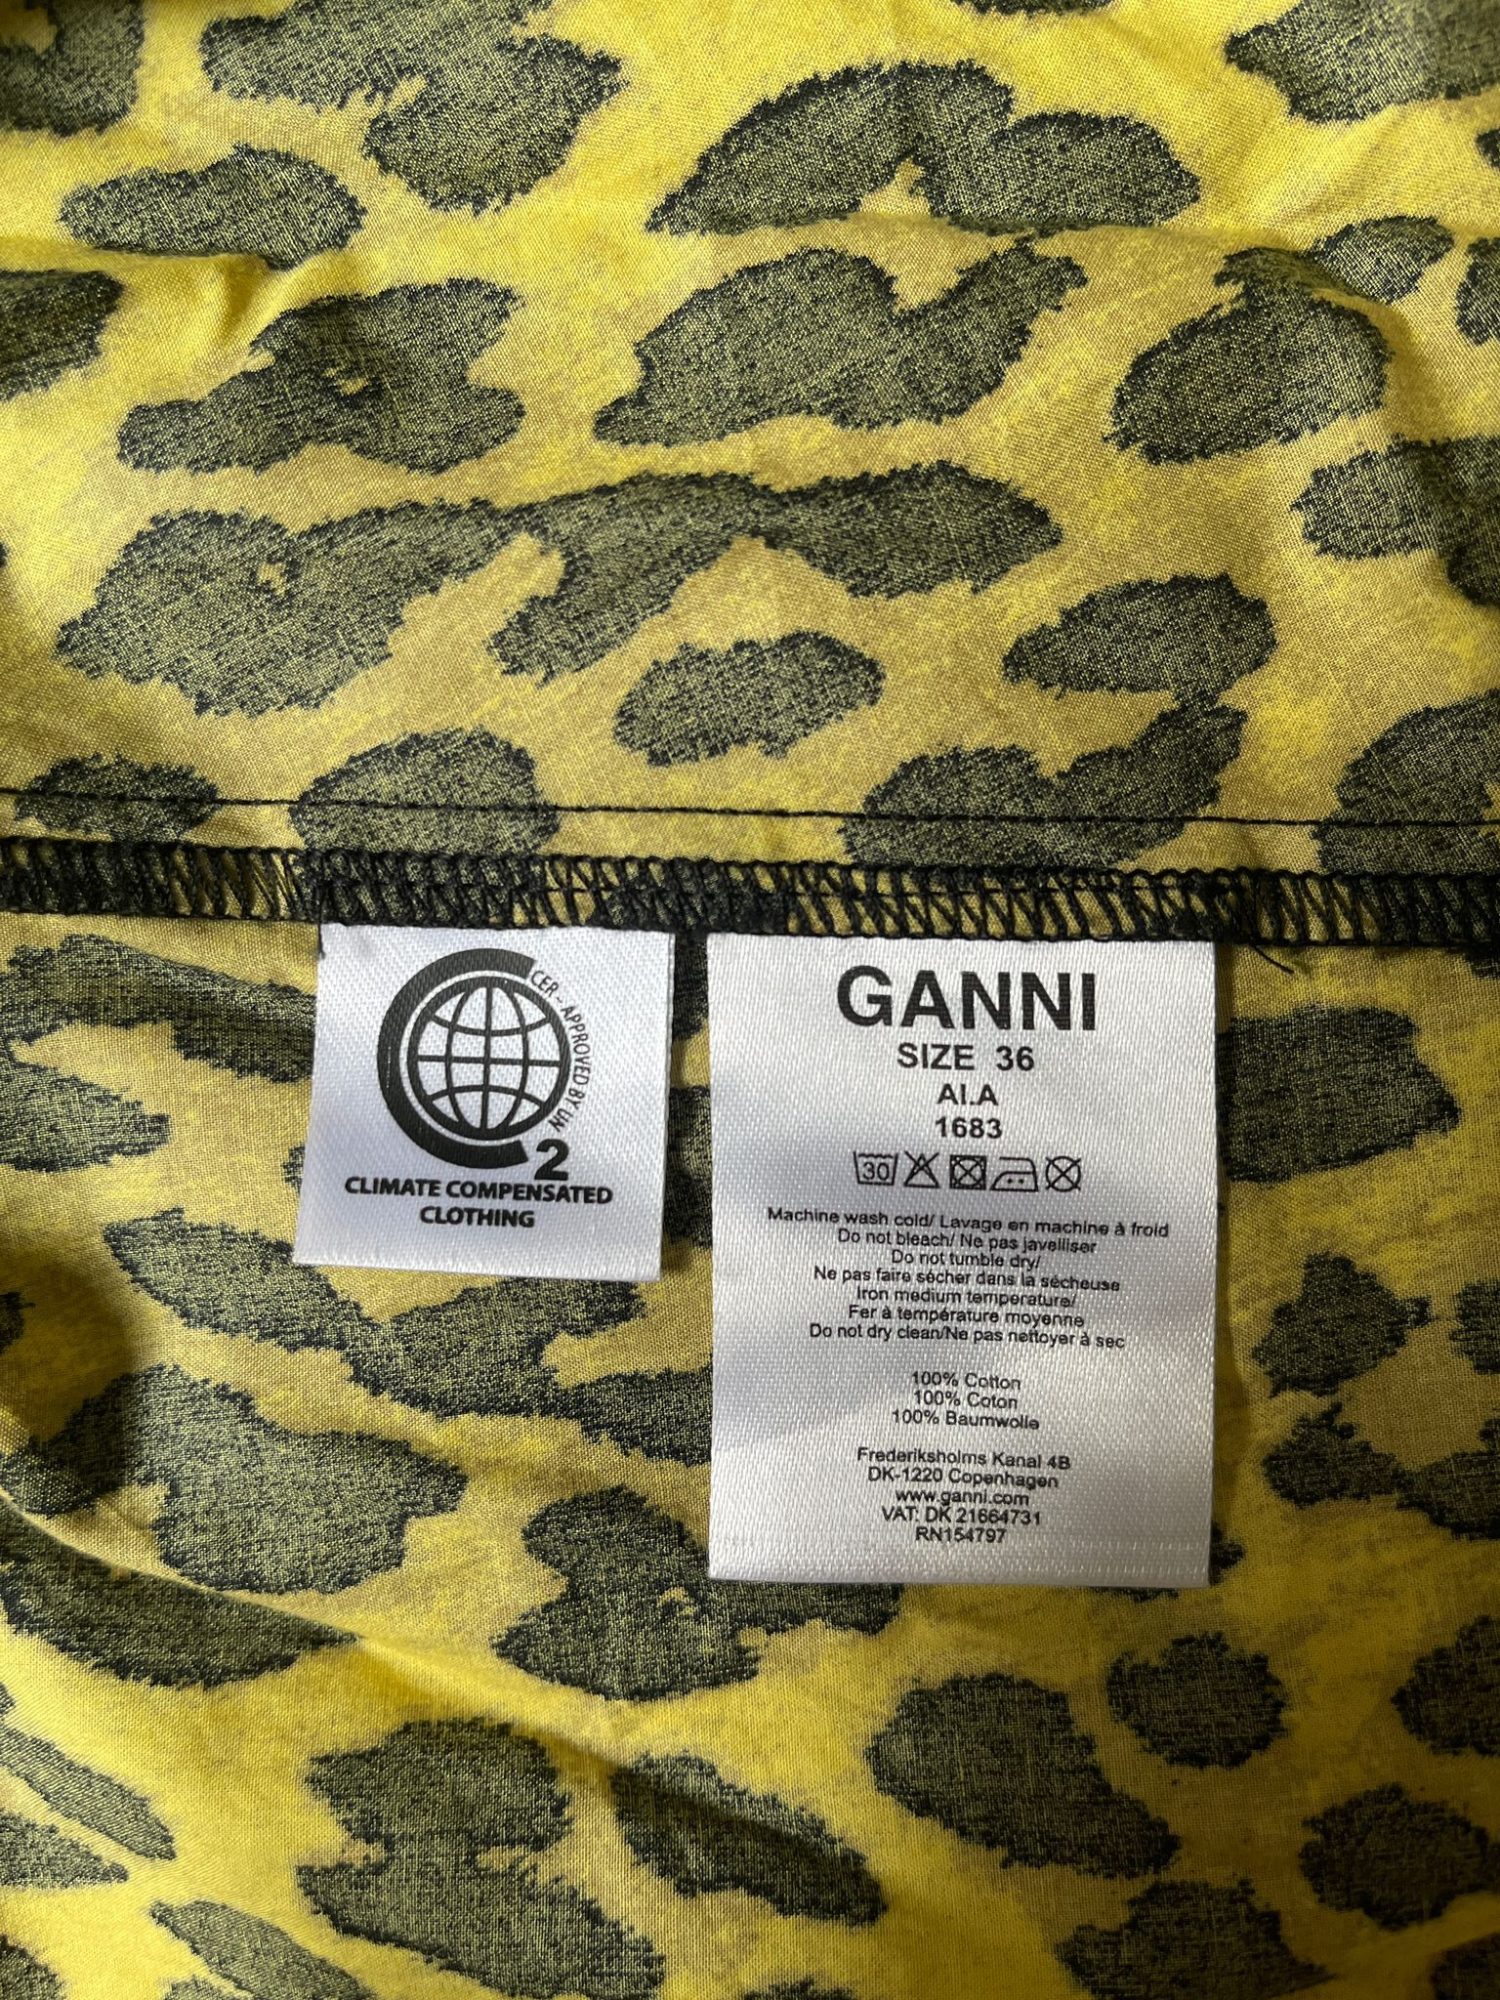 CER - APPROVED BY UN
2
CLIMATE COMPENSATED
CLOTHING
GANNI
SIZE 36
AI.A
1683
30
Machine wash cold/ Lavage en machine à froid
Do not bleach/ Ne pas javelliser
Do not tumble dry/
Ne pas faire sécher dans la sécheuse
Iron medium temperature/
Fer à température moyenne
Do not dry clean/Ne pas nettoyer à sec
100% Cotton
100% Coton
100% Baumwolle
Frederiksholms Kanal 4B
DK-1220 Copenhagen
www.ganni.com
VAT: DK 21664731
RN154797